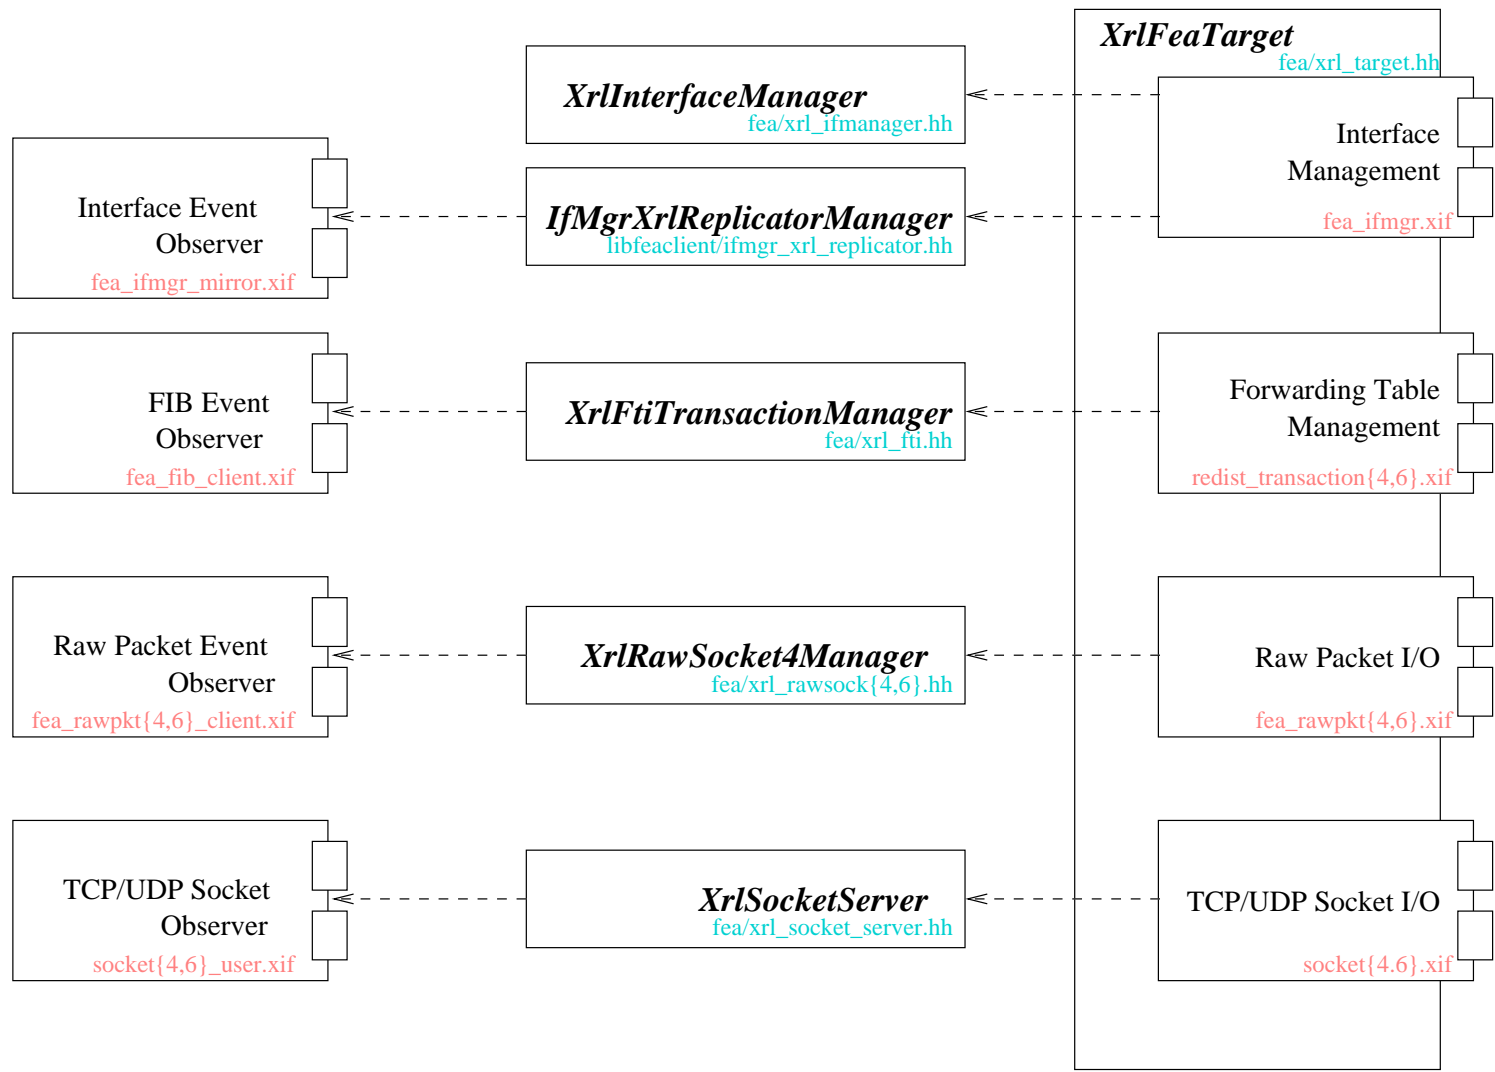 XrlFeaTarget
fea/xrl_target.hh
XrlInterfaceManager
fea/xrl_ifmanager.hh
Interface
Management
fea_ifmgr.xif
Interface Event
Observer
fea_ifmgr_mirror.xif
IfMgrXrlReplicatorManager
libfeaclient/ifmgr_xrl_replicator.hh
FIB Event
Observer
fea_fib_client.xif
XrlFtiTransactionManager
fea/xrl_fti.hh
Forwarding Table
Management
redist_transaction{4,6}.xif
Raw Packet Event
Observer
fea_rawpkt{4,6}_client.xif
XrlRawSocket4Manager
fea/xrl_rawsock{4,6}.hh
Raw Packet I/O
fea_rawpkt{4,6}.xif
TCP/UDP Socket
Observer
socket{4,6}_user.xif
XrlSocketServer
fea/xrl_socket_server.hh
TCP/UDP Socket I/O
socket{4.6}.xif